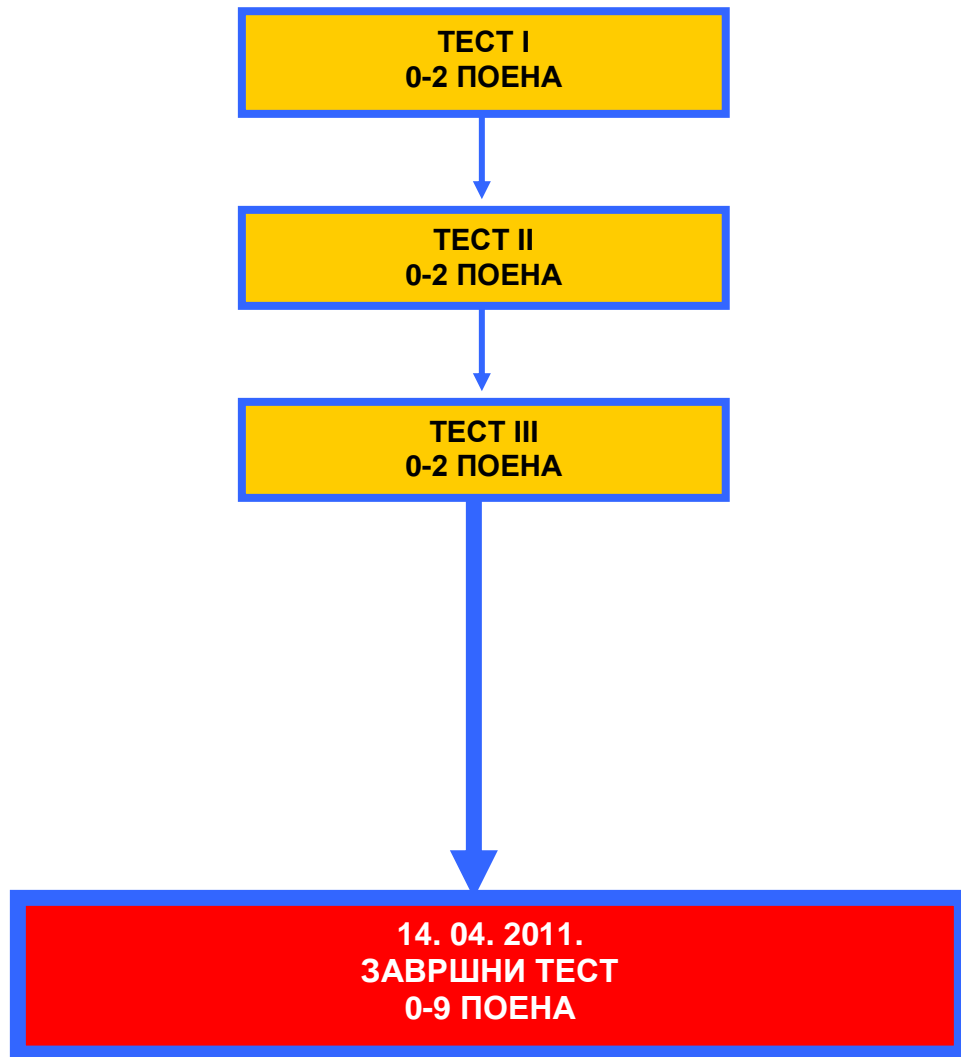 ТЕСТ I
0-2 ПОЕНА
ТЕСТ II
0-2 ПОЕНА
ТЕСТ III
0-2 ПОЕНА
14. 04. 2011.
ЗАВРШНИ ТЕСТ
0-9 ПОЕНА